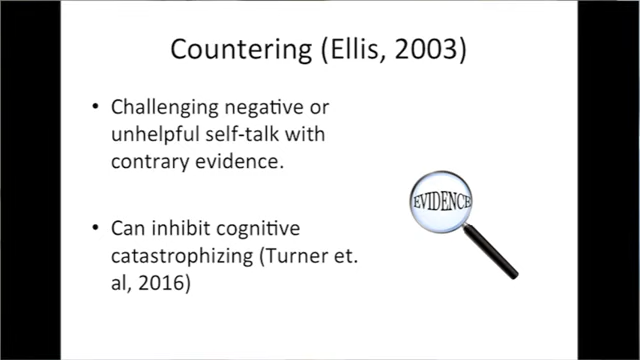 Countering (Ellis, 2003)
• Challenging negative or
unhelpful self-talk with
contrary evidence.
• Can inhibit cognitive
catastrophizing (Turner et.
al, 2016)
EVIDENCE